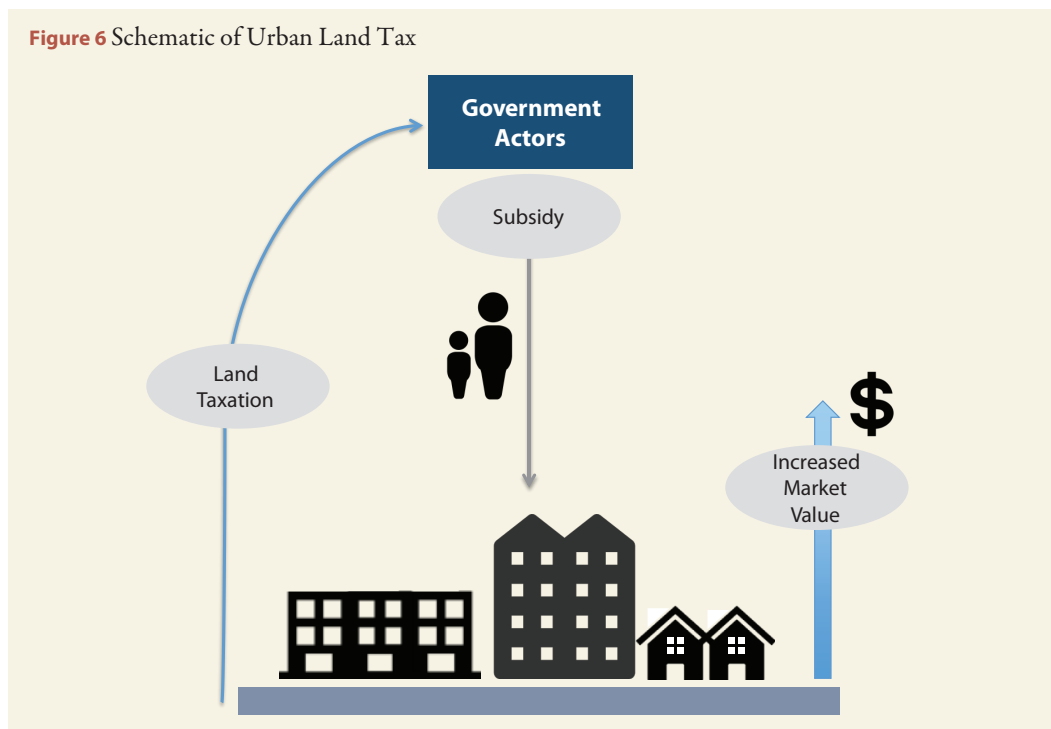 Figure 6 Schematic of Urban Land Tax
Government
Actors
Subsidy
Land
Taxation
$
Increased
Market
Value